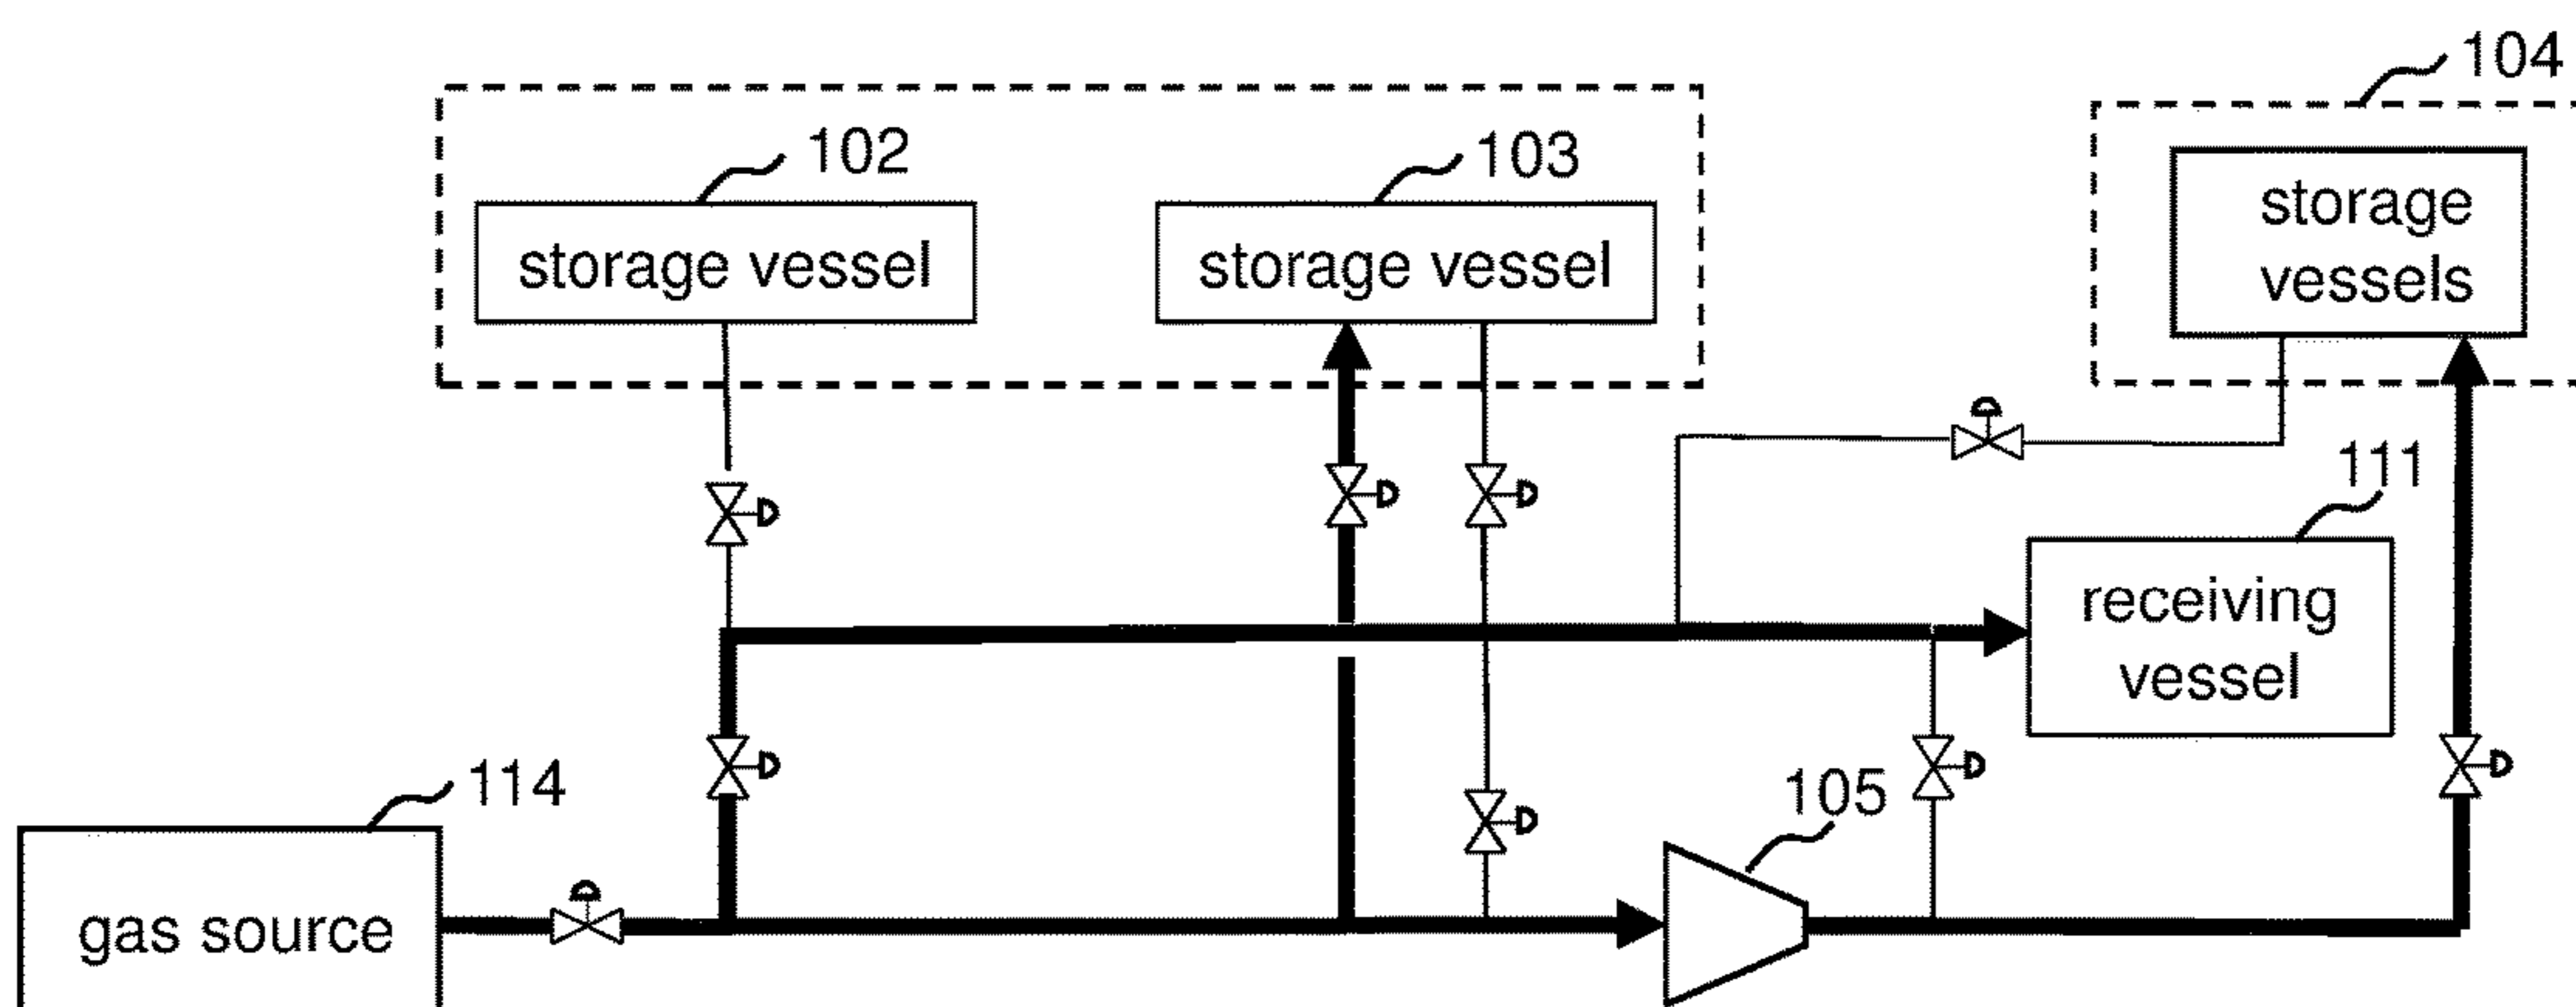 104
102
103
storage vessel
storage vessel
storage
vessels
111
receiving
vessel
114
105
gas source